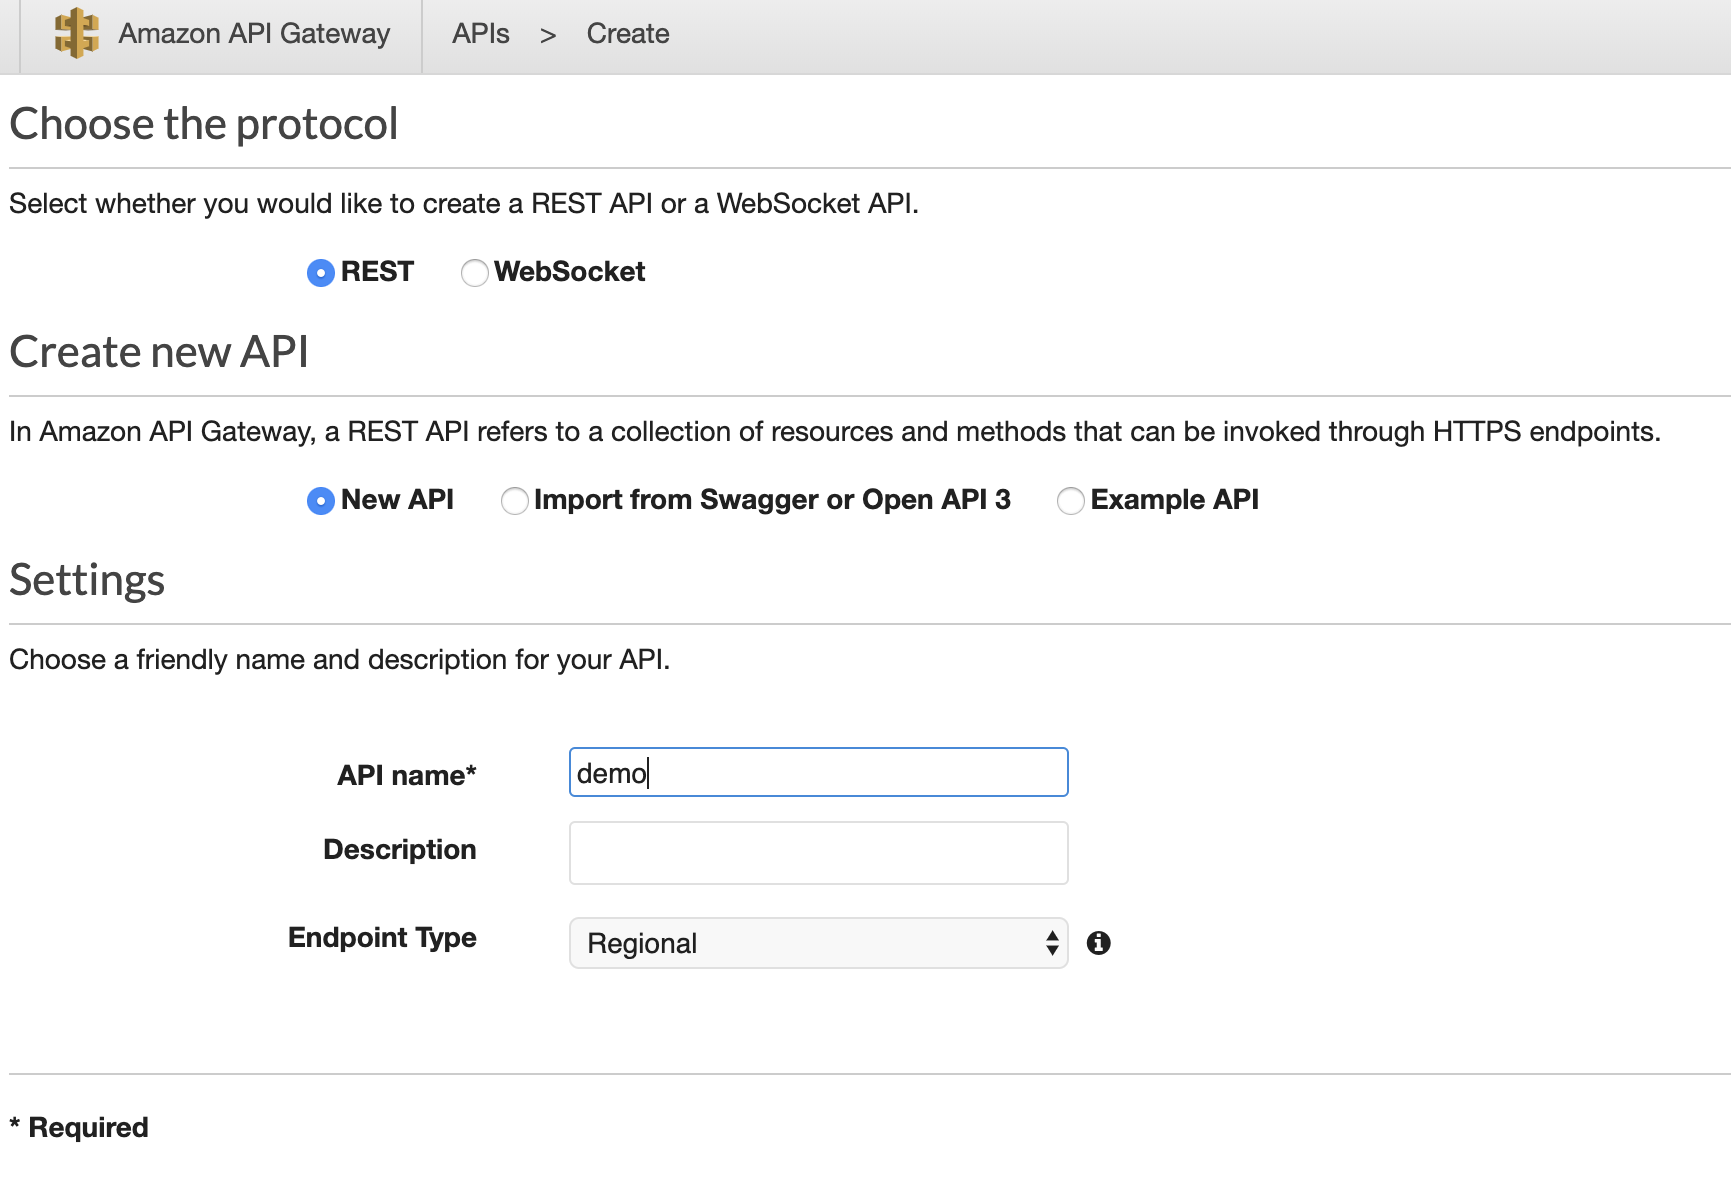 Amazon API Gateway APIs > Create
Choose the protocol
Select whether you would like to create a REST API or a WebSocket API.
REST WebSocket
Create new API
In Amazon API Gateway, a REST API refers to a collection of resources and methods that can be invoked through HTTPS endpoints.
New API Import from Swagger or Open API 3 Example API
Settings
Choose a friendly name and description for your API.
API name* demo
Description
Endpoint Type Regional
* Required